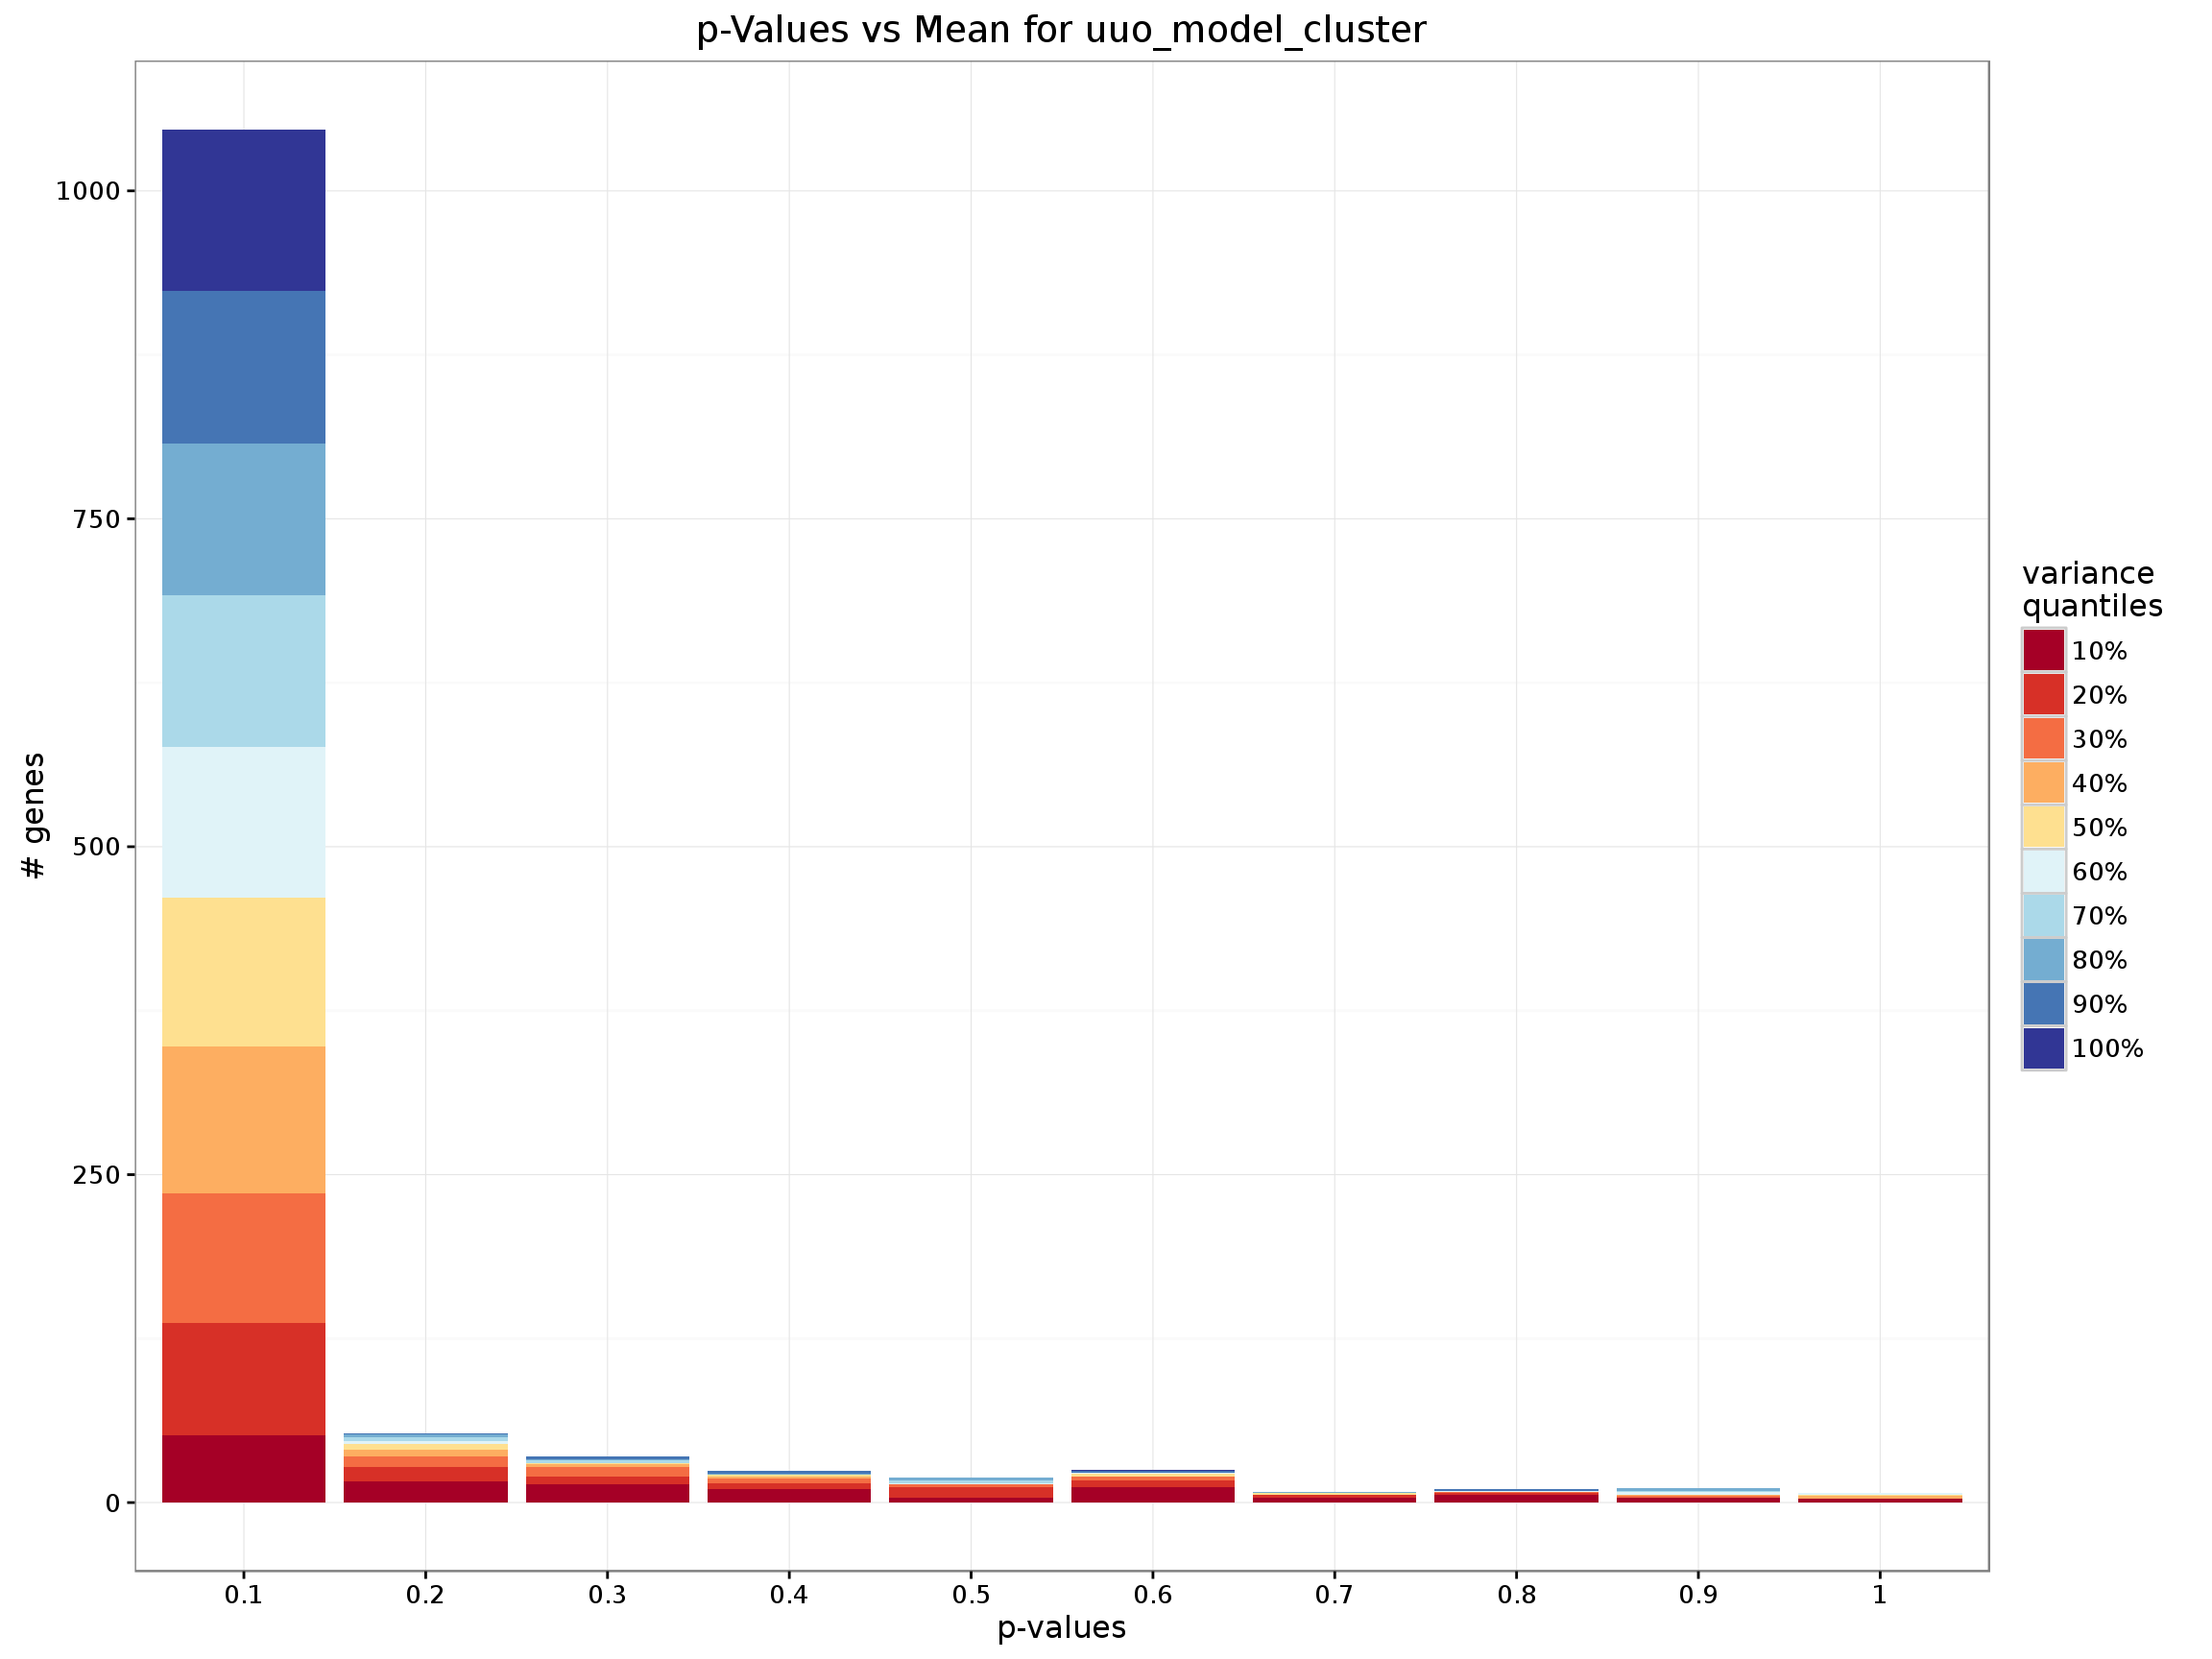 p-Values vs Mean for uuo_model_cluster
# genes
1000
750
500
250
0
0.1 0.2 0.3 0.4 0.5 0.6 0.7 0.8 0.9 1
p-values
variance
quantiles
10%
20%
30%
40%
50%
60%
70%
80%
90%
100%